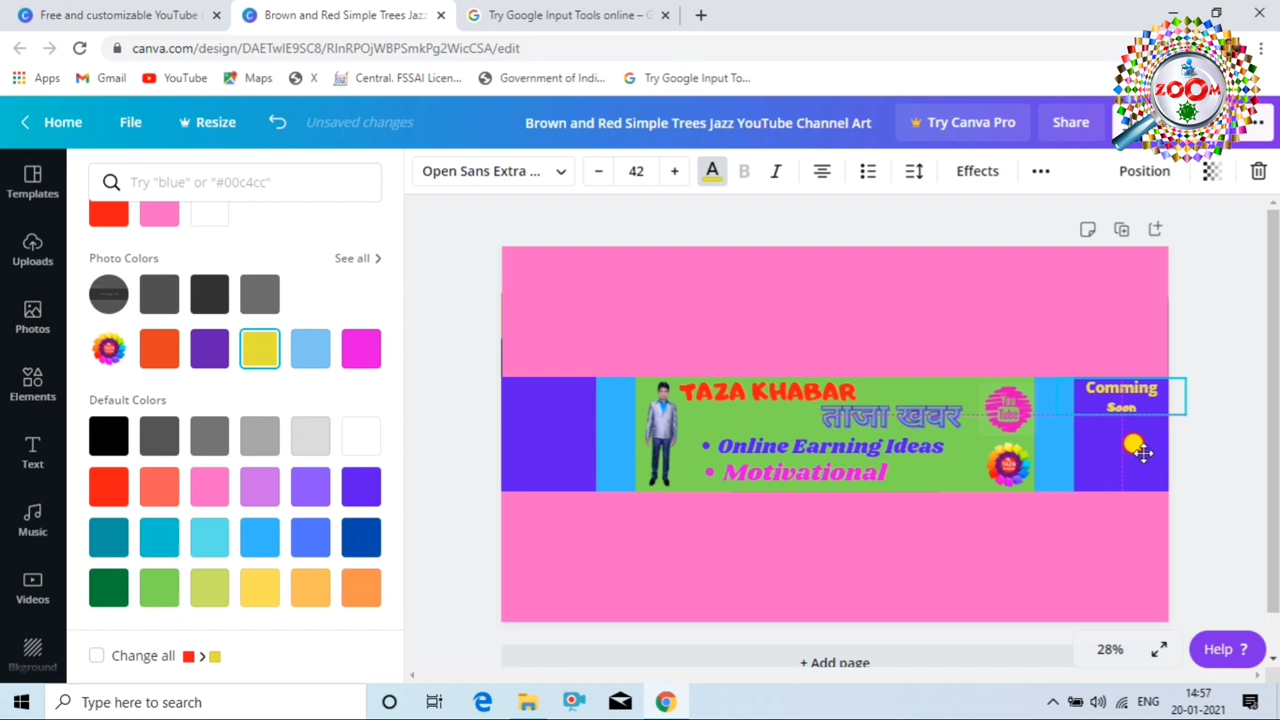 Free and customizable YouTube c
Brown and Red Simple Trees Jazz
Try Google Input Tools online – G
canva.com/design/DAETwIE9SC8/RInRPOjWBPSmkPg2WicCSA/edit
Apps
Gmail
YouTube
Maps
X
Central. FSSAI Licen...
Government of Indi...
Try Google Input To...
ZOOM
Home
File
Resize
Unsaved changes
Brown and Red Simple Trees Jazz YouTube Channel Art
Try Canva Pro
Share
Templates
Uploads
Photos
Elements
Text
Music
Videos
Bkground
Try "blue" or "#00c4cc"
Open Sans Extra ...
– 42 +
A B I
Effects
Position
Photo Colors
See all
Default Colors
Change all
TAZA KHABAR
ताजा खबर
• Online Earning Ideas
• Motivational
You
Tube
Comming
Soon
+ Add page
28%
Help ?
Type here to search
ENG
14:57
20-01-2021